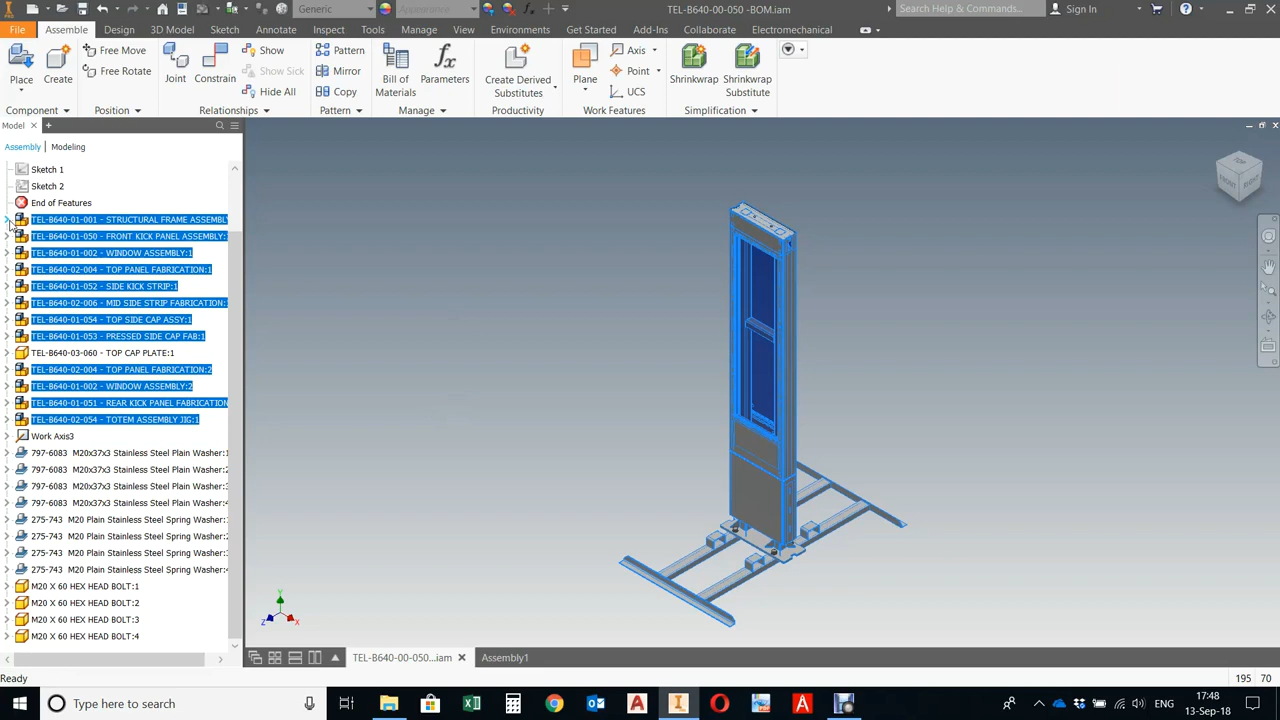 Generic
Appearance
TEL-B640-00-050 -BOM.iam
Search Help & Commands...
Sign In
File
Assemble
Design
3D Model
Sketch
Annotate
Inspect
Tools
Manage
View
Environments
Get Started
Add-Ins
Collaborate
Electromechanical
Place
Create
Free Move
Free Rotate
Joint
Constrain
Show
Show Sick
Hide All
Pattern
Mirror
Copy
Bill of
Materials
Parameters
Create Derived
Substitutes
Plane
Axis
Point
UCS
Shrinkwrap
Shrinkwrap
Substitute
Component
Position
Relationships
Pattern
Manage
Productivity
Work Features
Simplification
Model
Assembly
Modeling
Sketch 1
Sketch 2
End of Features
TEL-B640-01-001 - STRUCTURAL FRAME ASSEMBLY
TEL-B640-01-050 - FRONT KICK PANEL ASSEMBLY:
TEL-B640-01-002 - WINDOW ASSEMBLY:1
TEL-B640-02-004 - TOP PANEL FABRICATION:1
TEL-B640-01-052 - SIDE KICK STRIP:1
TEL-B640-02-006 - MID SIDE STRIP FABRICATION:
TEL-B640-01-054 - TOP SIDE CAP ASSY:1
TEL-B640-01-053 - PRESSED SIDE CAP FAB:1
TEL-B640-03-060 - TOP CAP PLATE:1
TEL-B640-02-004 - TOP PANEL FABRICATION:2
TEL-B640-01-002 - WINDOW ASSEMBLY:2
TEL-B640-01-051 - REAR KICK PANEL FABRICATION
TEL-B640-02-054 - TOTEM ASSEMBLY JIG:1
Work Axis3
797-6083 M20x37x3 Stainless Steel Plain Washer:1
797-6083 M20x37x3 Stainless Steel Plain Washer:2
797-6083 M20x37x3 Stainless Steel Plain Washer:3
797-6083 M20x37x3 Stainless Steel Plain Washer:4
275-743 M20 Plain Stainless Steel Spring Washer:
275-743 M20 Plain Stainless Steel Spring Washer:2
275-743 M20 Plain Stainless Steel Spring Washer:3
275-743 M20 Plain Stainless Steel Spring Washer:4
M20 X 60 HEX HEAD BOLT:1
M20 X 60 HEX HEAD BOLT:2
M20 X 60 HEX HEAD BOLT:3
M20 X 60 HEX HEAD BOLT:4
TOP
FRONT
RIGHT
Y
Z
X
TEL-B640-00-050...iam
Assembly1
Ready
195
70
Type here to search
ENG
17:48
13-Sep-18